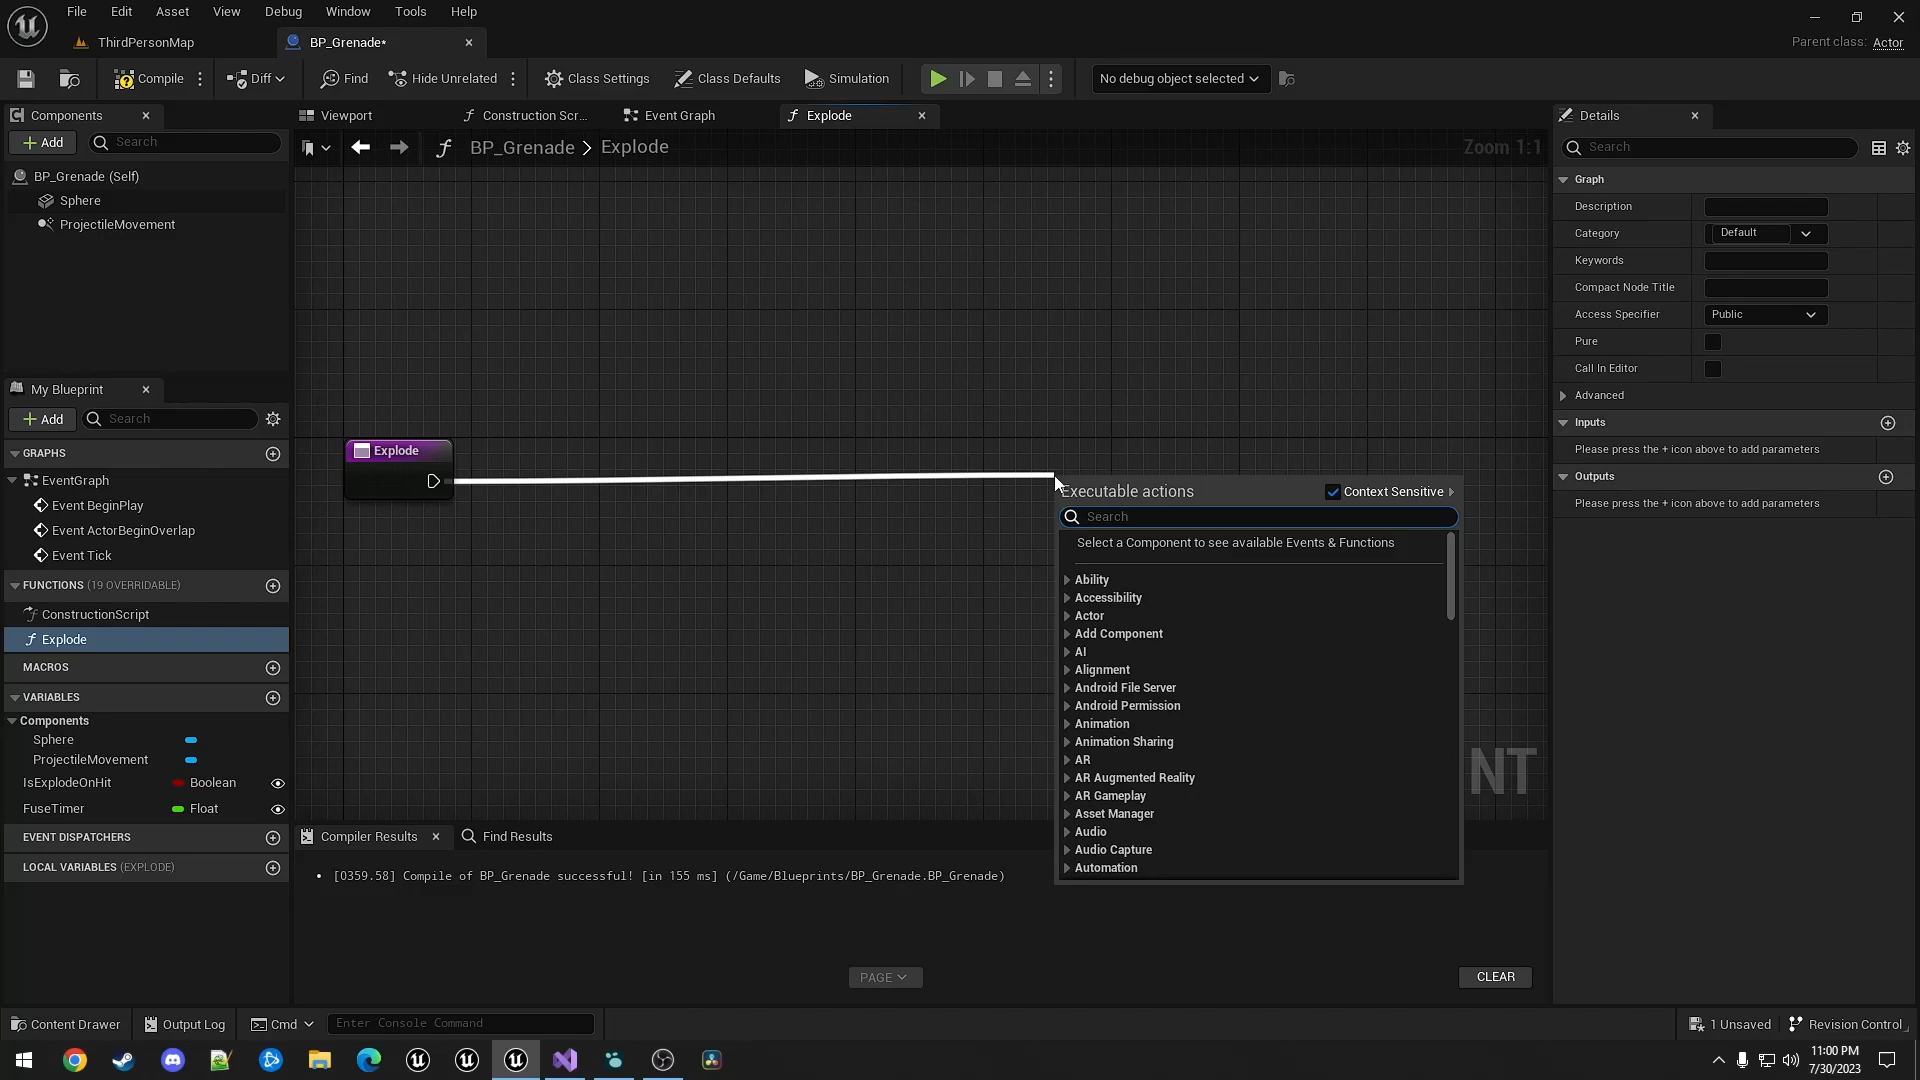 File Edit Asset View Debug Window Tools Help
ThirdPersonMap
BP_Grenade*
Parent class: Actor
Compile
Diff
Find
Hide Unrelated
Class Settings
Class Defaults
Simulation
No debug object selected
Components
Add
Search
BP_Grenade (Self)
Sphere
ProjectileMovement
My Blueprint
Add
Search
GRAPHS
EventGraph
Event BeginPlay
Event ActorBeginOverlap
Event Tick
FUNCTIONS (19 OVERRIDABLE)
ConstructionScript
Explode
MACROS
VARIABLES
Components
Sphere
ProjectileMovement
IsExplodeOnHit Boolean
FuseTimer Float
EVENT DISPATCHERS
LOCAL VARIABLES (EXPLODE)
Viewport
Construction Scr...
Event Graph
Explode
BP_Grenade > Explode
Zoom 1:1
Explode
Executable actions
Context Sensitive
Search
Select a Component to see available Events & Functions
Ability
Accessibility
Actor
Add Component
AI
Alignment
Android File Server
Android Permission
Animation
Animation Sharing
AR
AR Augmented Reality
AR Gameplay
Asset Manager
Audio
Audio Capture
Automation
NT
Compiler Results
Find Results
[0359.58] Compile of BP_Grenade successful! [in 155 ms] (/Game/Blueprints/BP_Grenade.BP_Grenade)
PAGE
CLEAR
Details
Search
Graph
Description
Category Default
Keywords
Compact Node Title
Access Specifier Public
Pure
Call In Editor
Advanced
Inputs
Please press the + icon above to add parameters
Outputs
Please press the + icon above to add parameters
Content Drawer
Output Log
Cmd
Enter Console Command
1 Unsaved
Revision Control
11:00 PM
7/30/2023